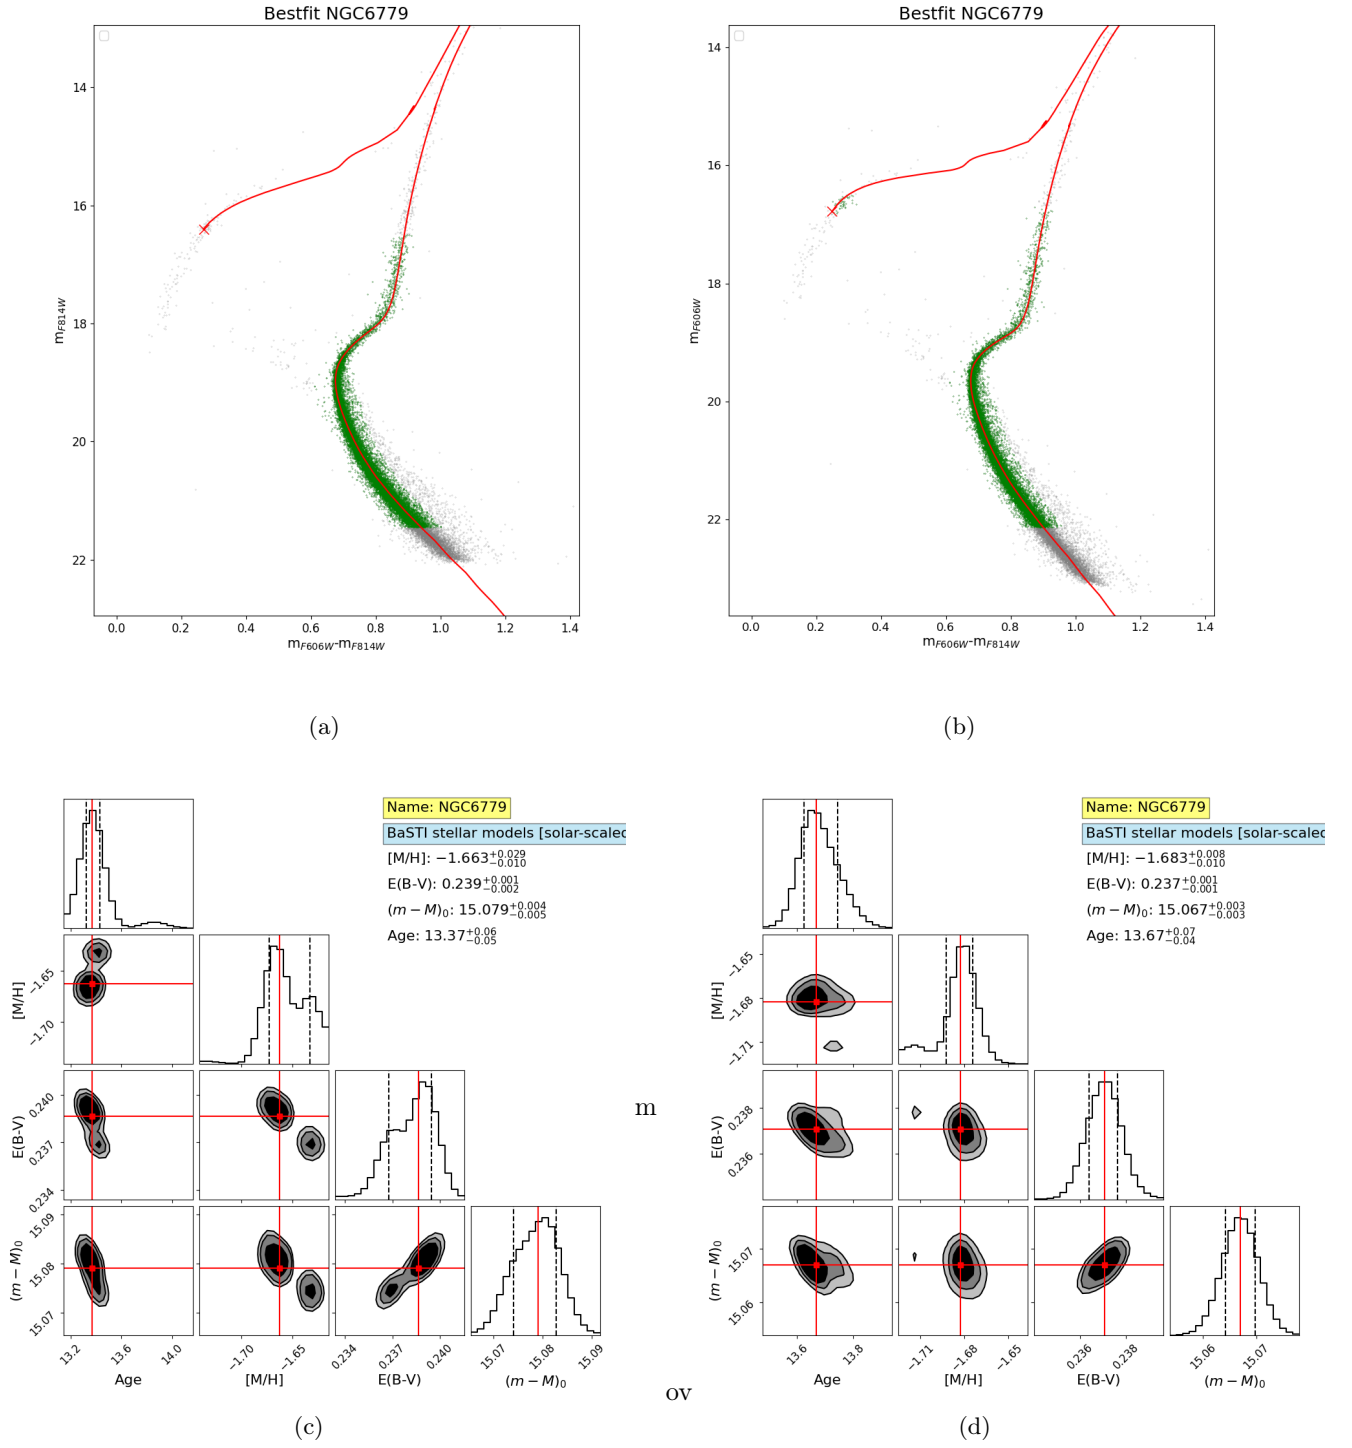 Bestfit NGC6779
14
16
18
20
22
m_F814W
0.0 0.2 0.4 0.6 0.8 1.0 1.2 1.4
m_F606W-m_F814W
(a)
Bestfit NGC6779
14
16
18
20
22
m_F606W
0.0 0.2 0.4 0.6 0.8 1.0 1.2 1.4
m_F606W-m_F814W
(b)
Name: NGC6779
BaSTI stellar models [solar-scaled
[M/H]: −1.663 +0.029 −0.010
E(B-V): 0.239 +0.001 −0.002
(m − M)0: 15.079 +0.004 −0.005
Age: 13.37 +0.06 −0.05
[M/H]
−1.65
−1.70
E(B-V)
0.240
0.237
0.234
(m − M)0
15.09
15.08
15.07
13.2 13.6 14.0
Age
−1.70 −1.65
[M/H]
0.234 0.237 0.240
E(B-V)
15.07 15.08 15.09
(m − M)0
(c)
m
ov
Name: NGC6779
BaSTI stellar models [solar-scaled
[M/H]: −1.683 +0.008 −0.010
E(B-V): 0.237 +0.001 −0.001
(m − M)0: 15.067 +0.003 −0.003
Age: 13.67 +0.07 −0.04
[M/H]
−1.65
−1.68
−1.71
E(B-V)
0.238
0.236
(m − M)0
15.07
15.06
13.6 13.8
Age
−1.71 −1.68 −1.65
[M/H]
0.236 0.238
E(B-V)
15.06 15.07
(m − M)0
(d)